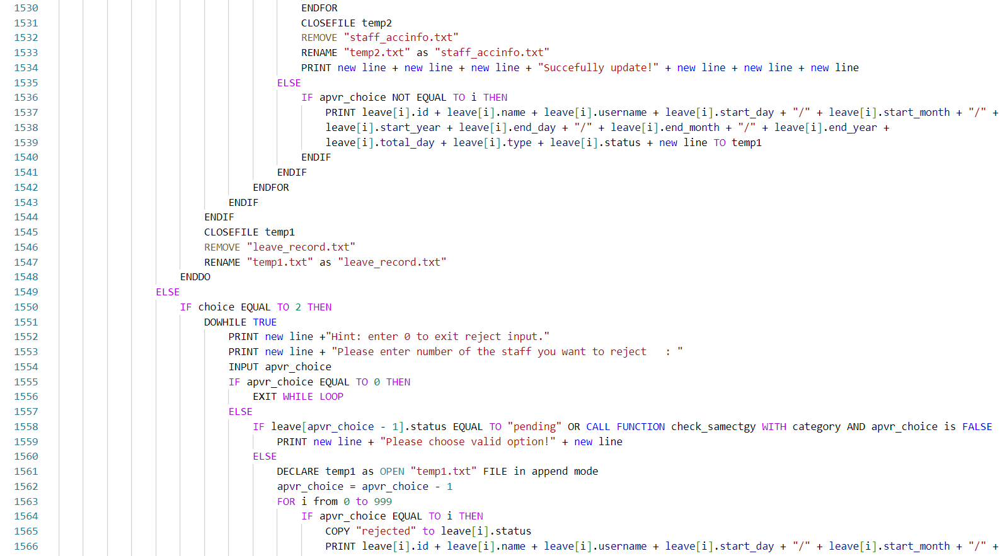 1530 ENDFOR
1531 CLOSEFILE temp2
1532 REMOVE "staff_accinfo.txt"
1533 RENAME "temp2.txt" as "staff_accinfo.txt"
1534 PRINT new line + new line + new line + "Succefully update!" + new line + new line + new line
1535 ELSE
1536 IF apvr_choice NOT EQUAL TO i THEN
1537 PRINT leave[i].id + leave[i].name + leave[i].username + leave[i].start_day + "/" + leave[i].start_month + "/" +
1538 leave[i].start_year + leave[i].end_day + "/" + leave[i].end_month + "/" + leave[i].end_year +
1539 leave[i].total_day + leave[i].type + leave[i].status + new line TO temp1
1540 ENDIF
1541 ENDIF
1542 ENDFOR
1543 ENDIF
1544 ENDIF
1545 CLOSEFILE temp1
1546 REMOVE "leave_record.txt"
1547 RENAME "temp1.txt" as "leave_record.txt"
1548 ENDDO
1549 ELSE
1550 IF choice EQUAL TO 2 THEN
1551 DOWHILE TRUE
1552 PRINT new line +"Hint: enter 0 to exit reject input."
1553 PRINT new line + "Please enter number of the staff you want to reject   : "
1554 INPUT apvr_choice
1555 IF apvr_choice EQUAL TO 0 THEN
1556 EXIT WHILE LOOP
1557 ELSE
1558 IF leave[apvr_choice - 1].status EQUAL TO "pending" OR CALL FUNCTION check_samectgy WITH category AND apvr_choice is FALSE
1559 PRINT new line + "Please choose valid option!" + new line
1560 ELSE
1561 DECLARE temp1 as OPEN "temp1.txt" FILE in append mode
1562 apvr_choice = apvr_choice - 1
1563 FOR i from 0 to 999
1564 IF apvr_choice EQUAL TO i THEN
1565 COPY "rejected" to leave[i].status
1566 PRINT leave[i].id + leave[i].name + leave[i].username + leave[i].start_day + "/" + leave[i].start_month + "/" +